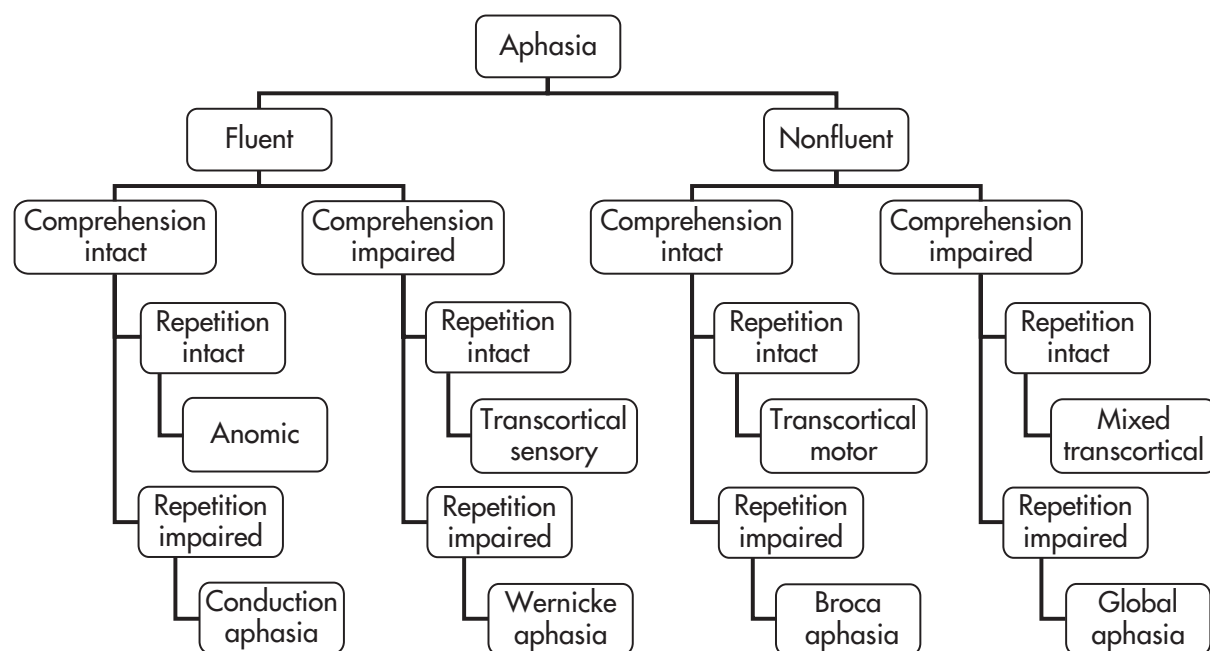 Aphasia
Fluent
Nonfluent
Comprehension
intact
Comprehension
impaired
Comprehension
intact
Comprehension
impaired
Repetition
intact
Repetition
intact
Repetition
intact
Repetition
intact
Anomic
Transcortical
sensory
Transcortical
motor
Mixed
transcortical
Repetition
impaired
Repetition
impaired
Repetition
impaired
Repetition
impaired
Conduction
aphasia
Wernicke
aphasia
Broca
aphasia
Global
aphasia